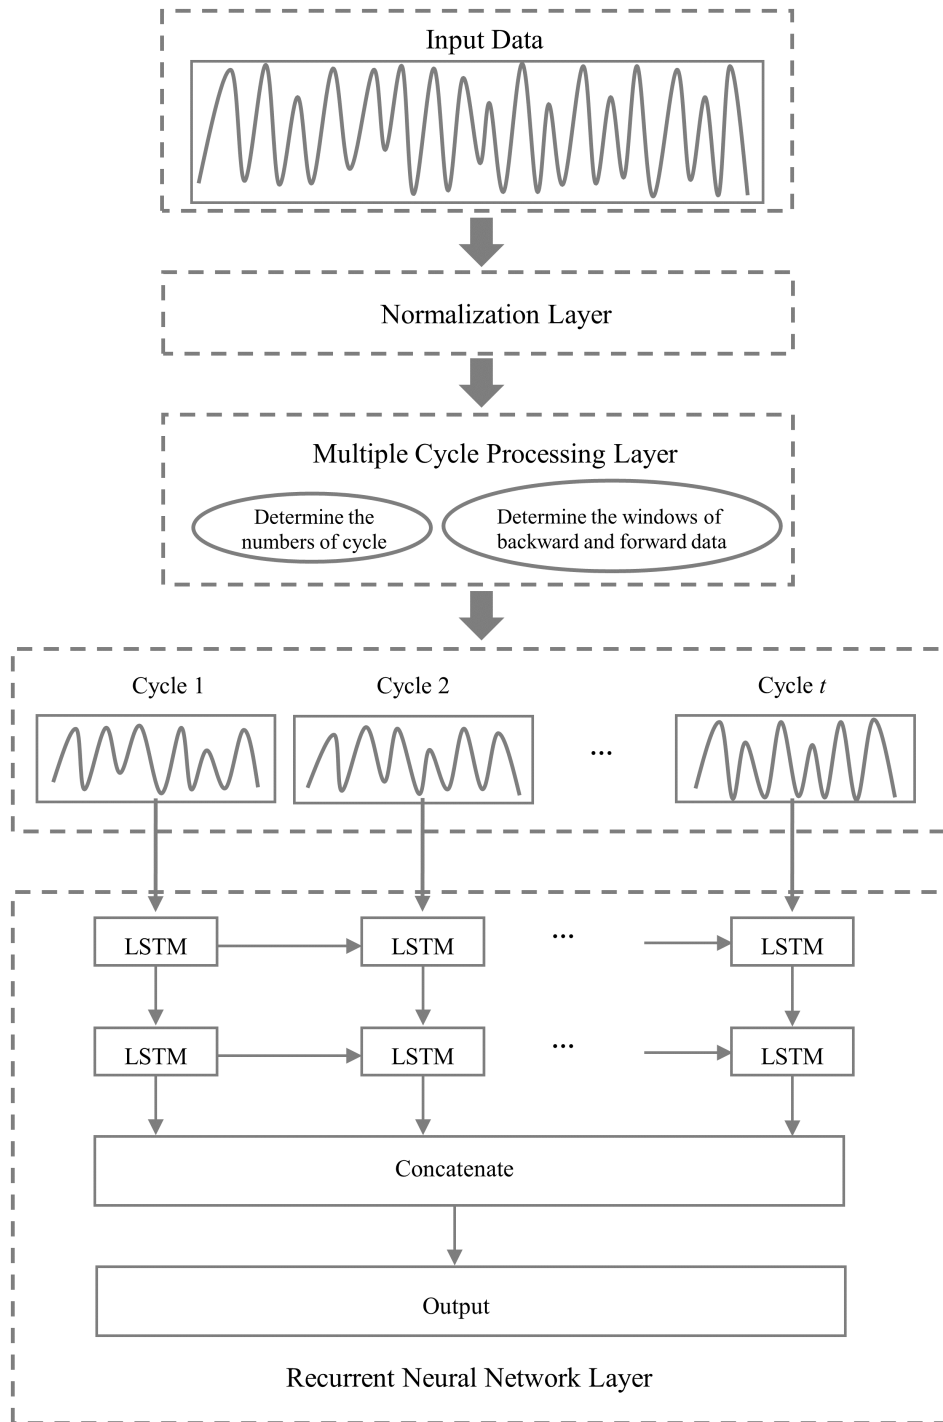 Input Data
Normalization Layer
Multiple Cycle Processing Layer
Determine the
numbers of cycle
Determine the windows of
backward and forward data
Cycle 1
Cycle 2
...
Cycle t
LSTM
LSTM
...
LSTM
LSTM
LSTM
...
LSTM
Concatenate
Output
Recurrent Neural Network Layer